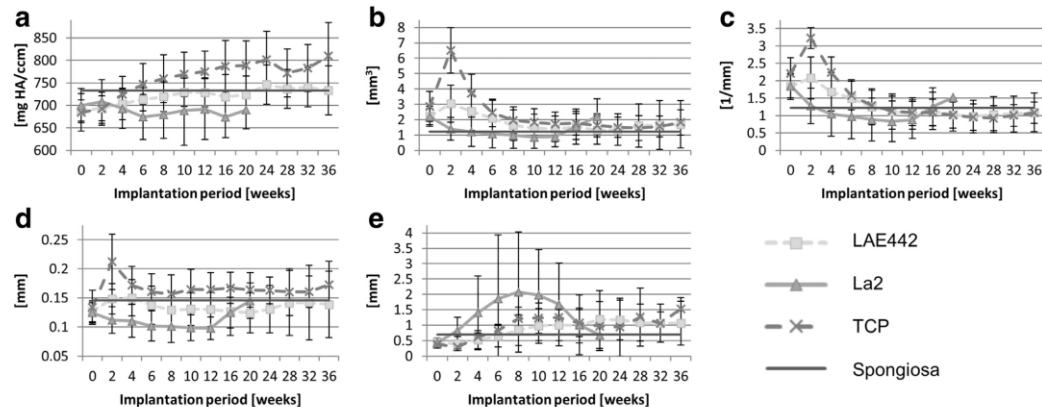 a
[mg HA/ccm]
850
800
750
700
650
600
0 2 4 6 8 10 12 16 20 24 28 32 36
Implantation period [weeks]
b
[mm³]
8
7
6
5
4
3
2
1
0
0 2 4 6 8 10 12 16 20 24 28 32 36
Implantation period [weeks]
c
[1/mm]
3.5
3
2.5
2
1.5
1
0.5
0
0 2 4 6 8 10 12 16 20 24 28 32 36
Implantation period [weeks]
d
[mm]
0.25
0.2
0.15
0.1
0.05
0 2 4 6 8 10 12 16 20 24 28 32 36
Implantation period [weeks]
e
[mm]
4
3.5
3
2.5
2
1.5
1
0.5
0
0 2 4 6 8 10 12 16 20 24 28 32 36
Implantation period [weeks]
LAE442
La2
TCP
Spongiosa